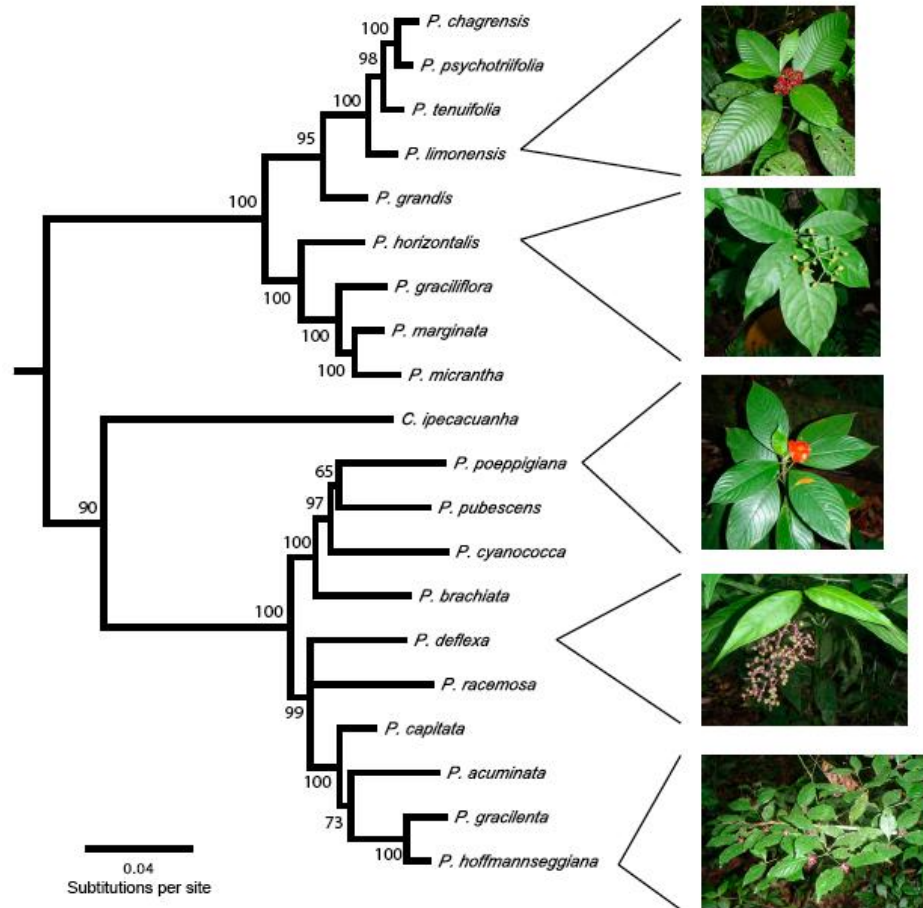 100
P. chagrensis
98
P. psychotriifolia
100
P. tenuifolia
95
P. limonensis
100
P. grandis
P. horizontalis
100
P. graciliflora
100
P. marginata
100
P. micrantha
C. ipecacuanha
90
65
P. poeppigiana
97
P. pubescens
100
P. cyanococca
100
P. brachiata
P. deflexa
99
P. racemosa
100
P. capitata
73
P. acuminata
P. gracilenta
100
P. hoffmannseggiana
0.04
Subtitutions per site